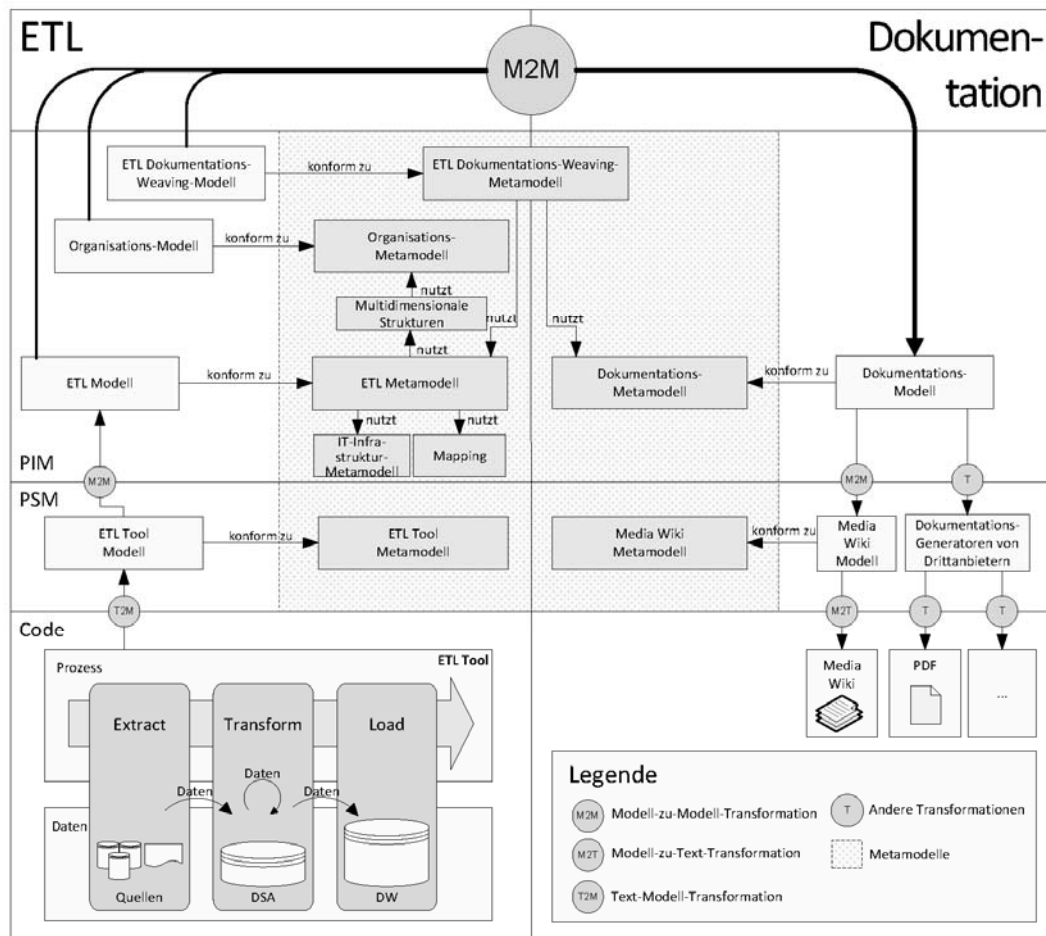 ETL
Dokumen-
tation
M2M
ETL Dokumentations-
Weaving-Modell
konform zu
ETL Dokumentations-Weaving-
Metamodell
Organisations-Modell
konform zu
Organisations-
Metamodell
nutzt
Multidimensionale
Strukturen
nutzt
nutzt
nutzt
ETL Modell
konform zu
ETL Metamodell
Dokumentations-
Metamodell
konform zu
Dokumentations-
Modell
nutzt
nutzt
IT-Infra-
struktur-
Metamodell
Mapping
PIM
M2M
M2M
T
PSM
ETL Tool
Modell
konform zu
ETL Tool
Metamodell
Media Wiki
Metamodell
konform zu
Media
Wiki
Modell
Dokumentations-
Generatoren von
Drittanbietern
T2M
M2T
T
T
Code
Prozess
ETL Tool
Extract
Transform
Load
Daten
Daten
Daten
Daten
Quellen
DSA
DW
Media
Wiki
PDF
...
Legende
M2M
Modell-zu-Modell-Transformation
T
Andere Transformationen
M2T
Modell-zu-Text-Transformation
Metamodelle
T2M
Text-Modell-Transformation